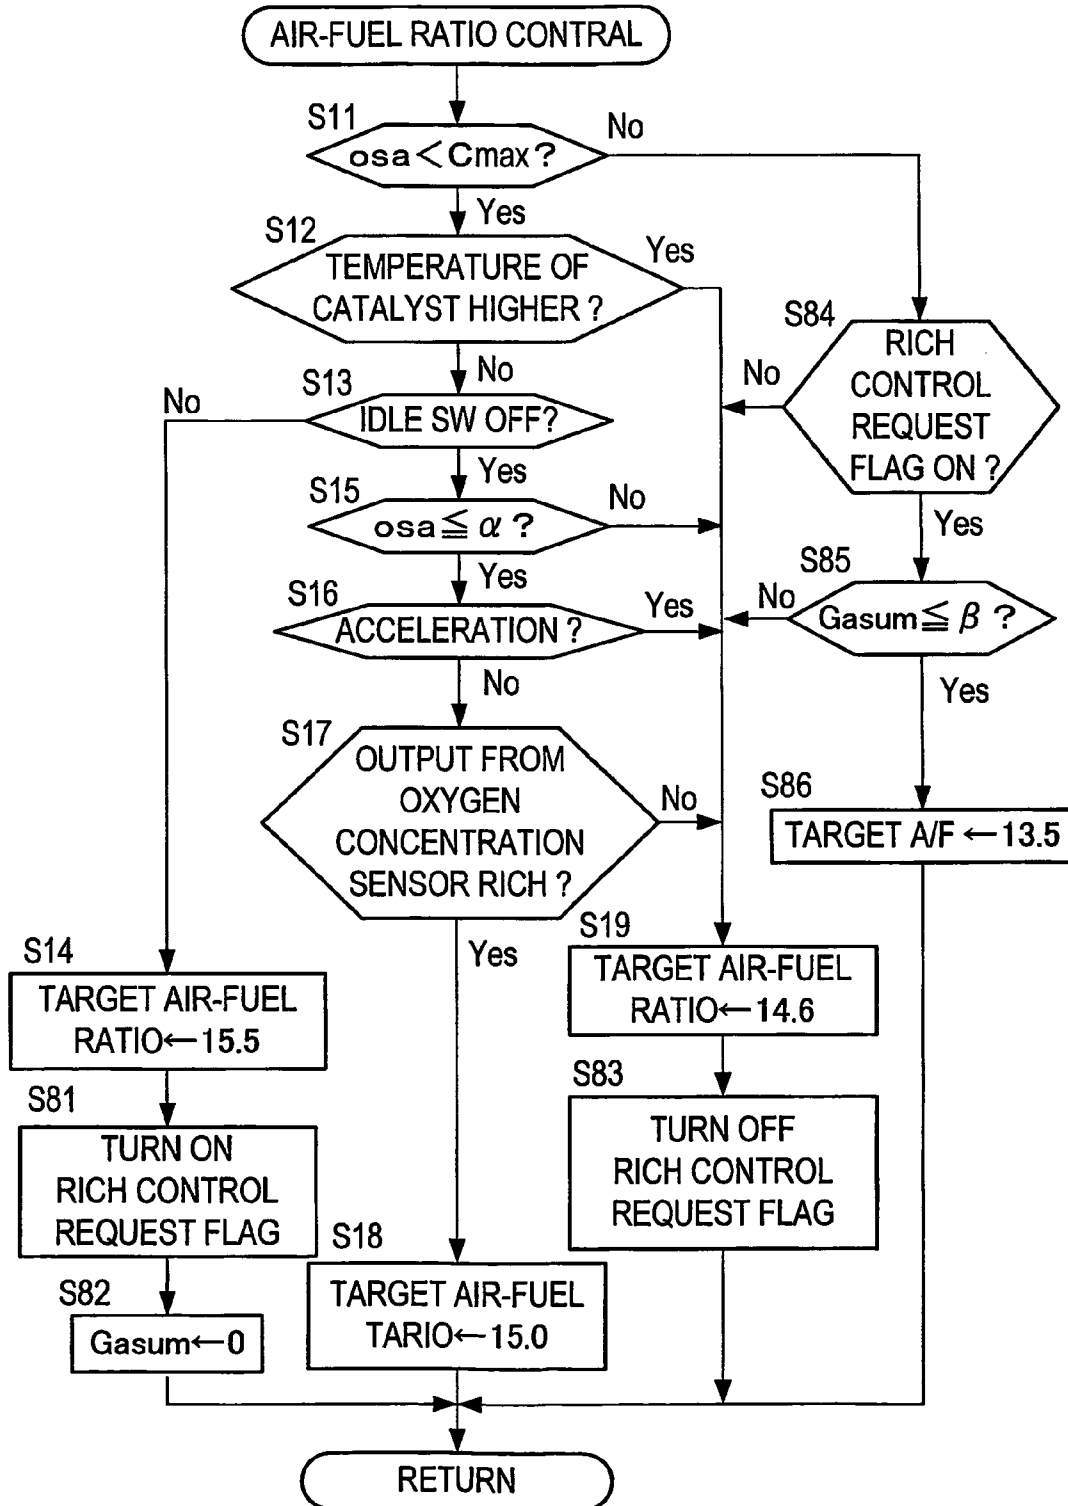 AIR-FUEL RATIO CONTRAL
S11
osa<Cmax?
No
Yes
S12
TEMPERATURE OF
CATALYST HIGHER ?
Yes
No
S84
RICH
CONTROL
REQUEST
FLAG ON ?
No
Yes
S13
IDLE SW OFF?
No
Yes
S15
osa≦ α ?
No
Yes
S85
Gasum≦ β ?
No
Yes
S16
ACCELERATION ?
Yes
No
S17
OUTPUT FROM
OXYGEN
CONCENTRATION
SENSOR RICH ?
No
Yes
S86
TARGET A/F ←13.5
S14
TARGET AIR-FUEL
RATIO←15.5
S19
TARGET AIR-FUEL
RATIO←14.6
S81
TURN ON
RICH CONTROL
REQUEST FLAG
S83
TURN OFF
RICH CONTROL
REQUEST FLAG
S82
Gasum←0
S18
TARGET AIR-FUEL
TARIO←15.0
RETURN